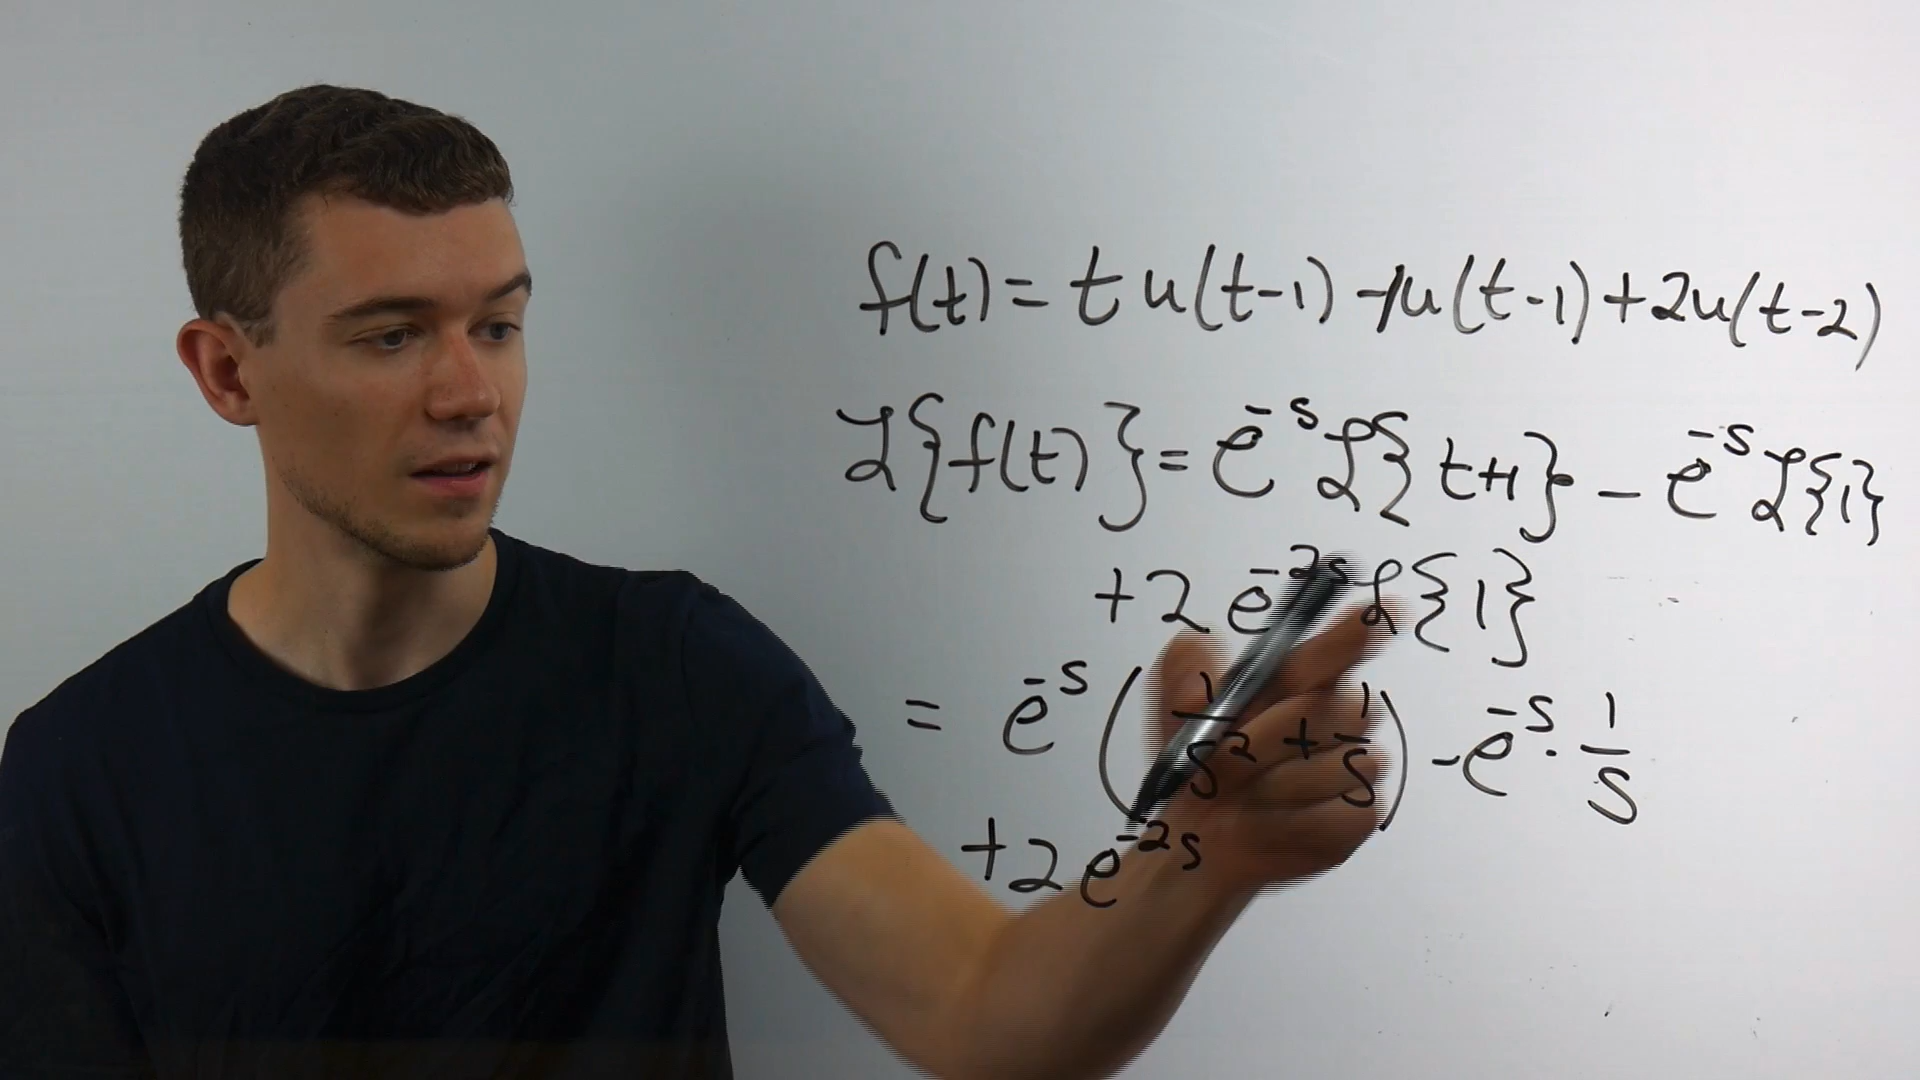 f(t) = t u(t-1) - 1u(t-1) + 2u(t-2)
ℒ{f(t)} = e^{-s} ℒ{t+1} - e^{-s} ℒ{1}
+ 2 e^{-2s} ℒ{1}
= e^{-s} (1/s² + 1/s) - e^{-s} · 1/s
+ 2 e^{-2s}